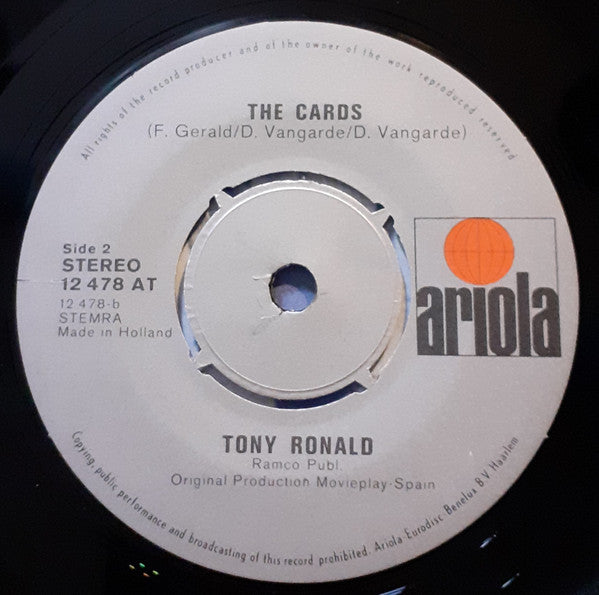 All rights of the record producer and of the owner of the work reproduced reserved
THE CARDS
(F. Gerald/D. Vangarde/D. Vangarde)
Side 2
STEREO
12 478 AT
12 478-b
STEMRA
Made in Holland
ariola
TONY RONALD
Ramco Publ.
Original Production Movieplay-Spain
Copying, public performance and broadcasting of this record prohibited. Ariola-Eurodisc Benelux B V Haarlem